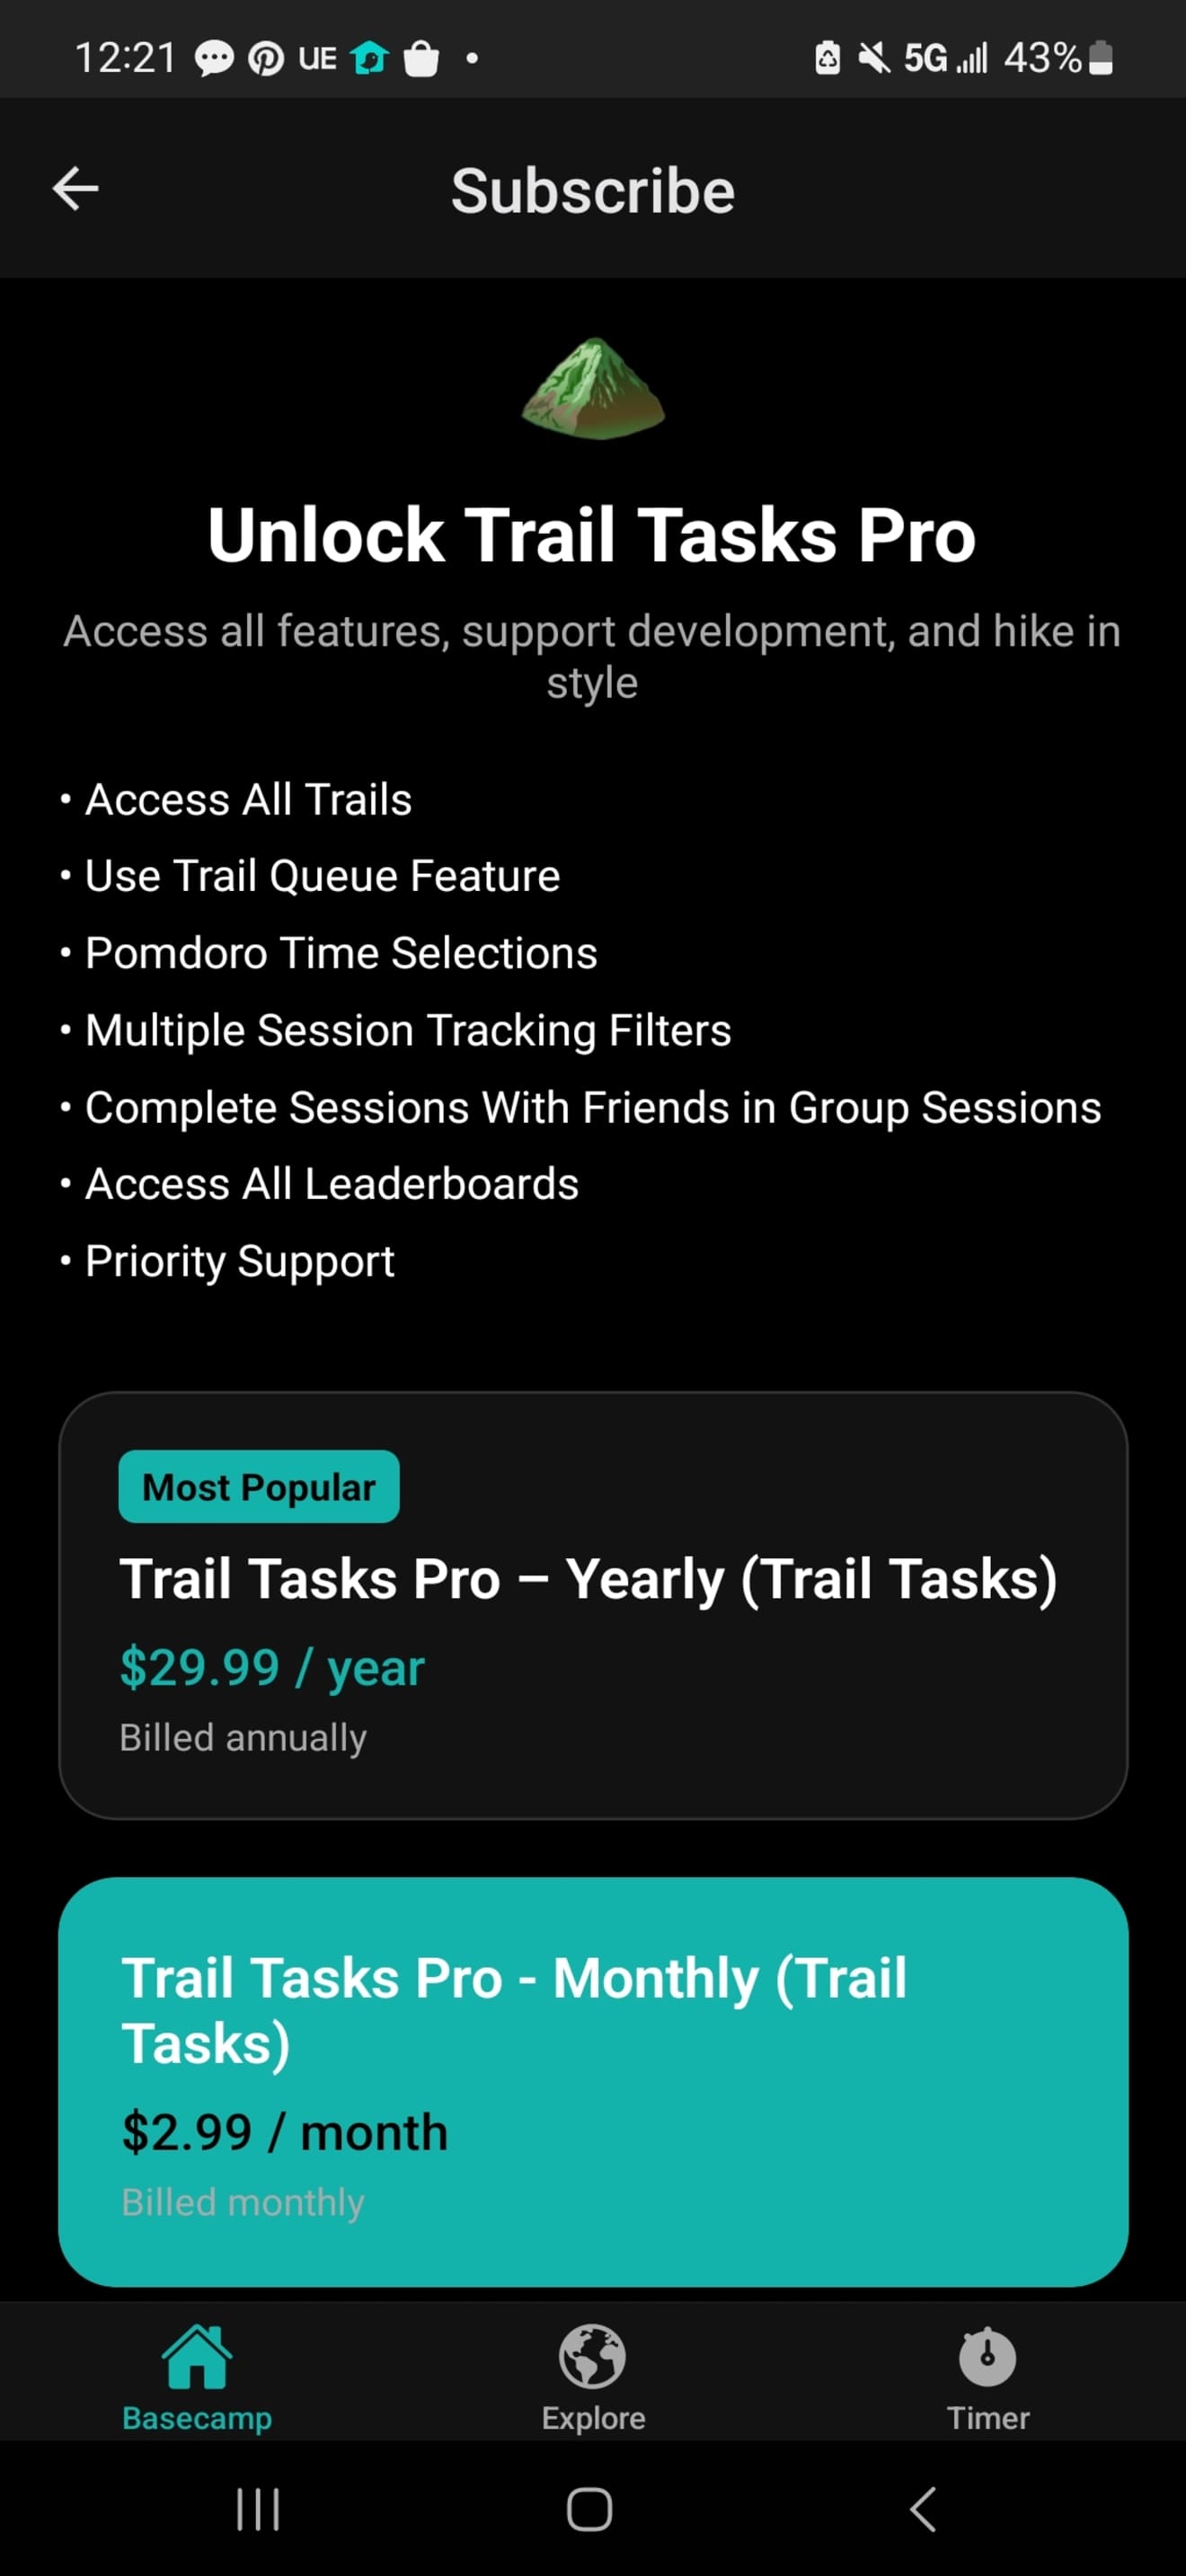 12:21 UE 5G 43%
Subscribe
Unlock Trail Tasks Pro
Access all features, support development, and hike in
style
• Access All Trails
• Use Trail Queue Feature
• Pomdoro Time Selections
• Multiple Session Tracking Filters
• Complete Sessions With Friends in Group Sessions
• Access All Leaderboards
• Priority Support
Most Popular
Trail Tasks Pro – Yearly (Trail Tasks)
$29.99 / year
Billed annually
Trail Tasks Pro - Monthly (Trail
Tasks)
$2.99 / month
Billed monthly
Basecamp Explore Timer